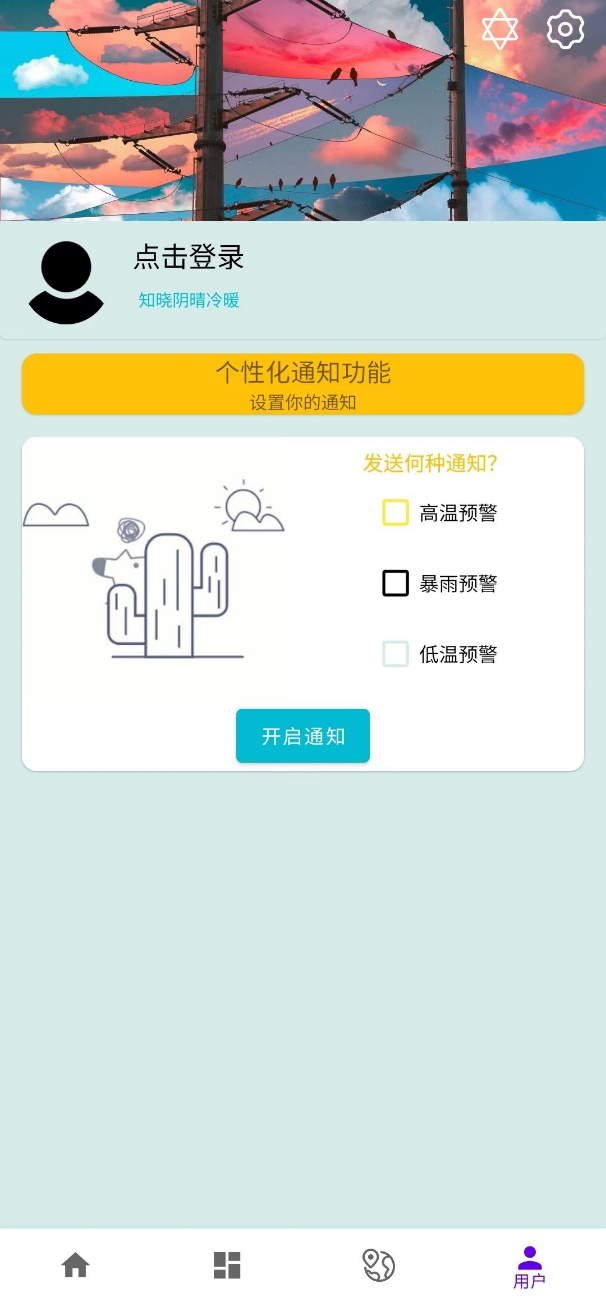 点击登录
知晓阴晴冷暖
个性化通知功能
设置你的通知
发送何种通知?
高温预警
暴雨预警
低温预警
开启通知
用户